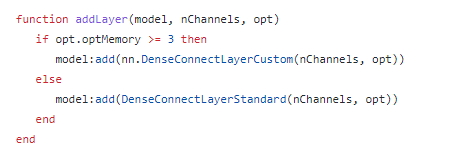 function addLayer(model, nChannels, opt)
   if opt.optMemory >= 3 then
      model:add(nn.DenseConnectLayerCustom(nChannels, opt))
   else
      model:add(DenseConnectLayerStandard(nChannels, opt))
   end
end